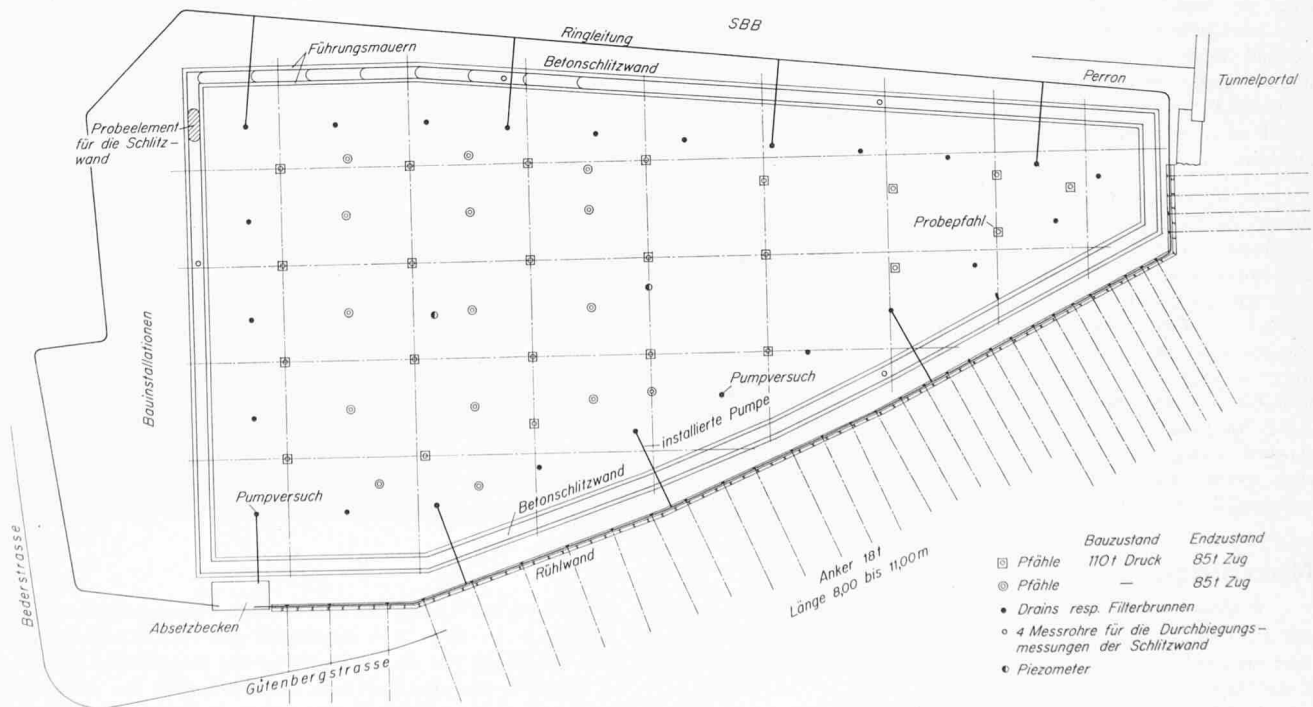 SBB
Ringleitung
Führungsmauern
Betonschlitzwand
Perron
Tunnelportal
Probeelement
für die Schlitz-
wand
Probepfahl
Bauinstallationen
Pumpversuch
installierte Pumpe
Pumpversuch
Betonschlitzwand
Rühlwand
Anker 18t
Länge 8,00 bis 11,00m
Absetzbecken
Bederstrasse
Gutenbergstrasse
Bauzustand Endzustand
Pfähle 110t Druck 85t Zug
Pfähle — 85t Zug
Drains resp. Filterbrunnen
4 Messrohre für die Durchbiegungs-
messungen der Schlitzwand
Piezometer